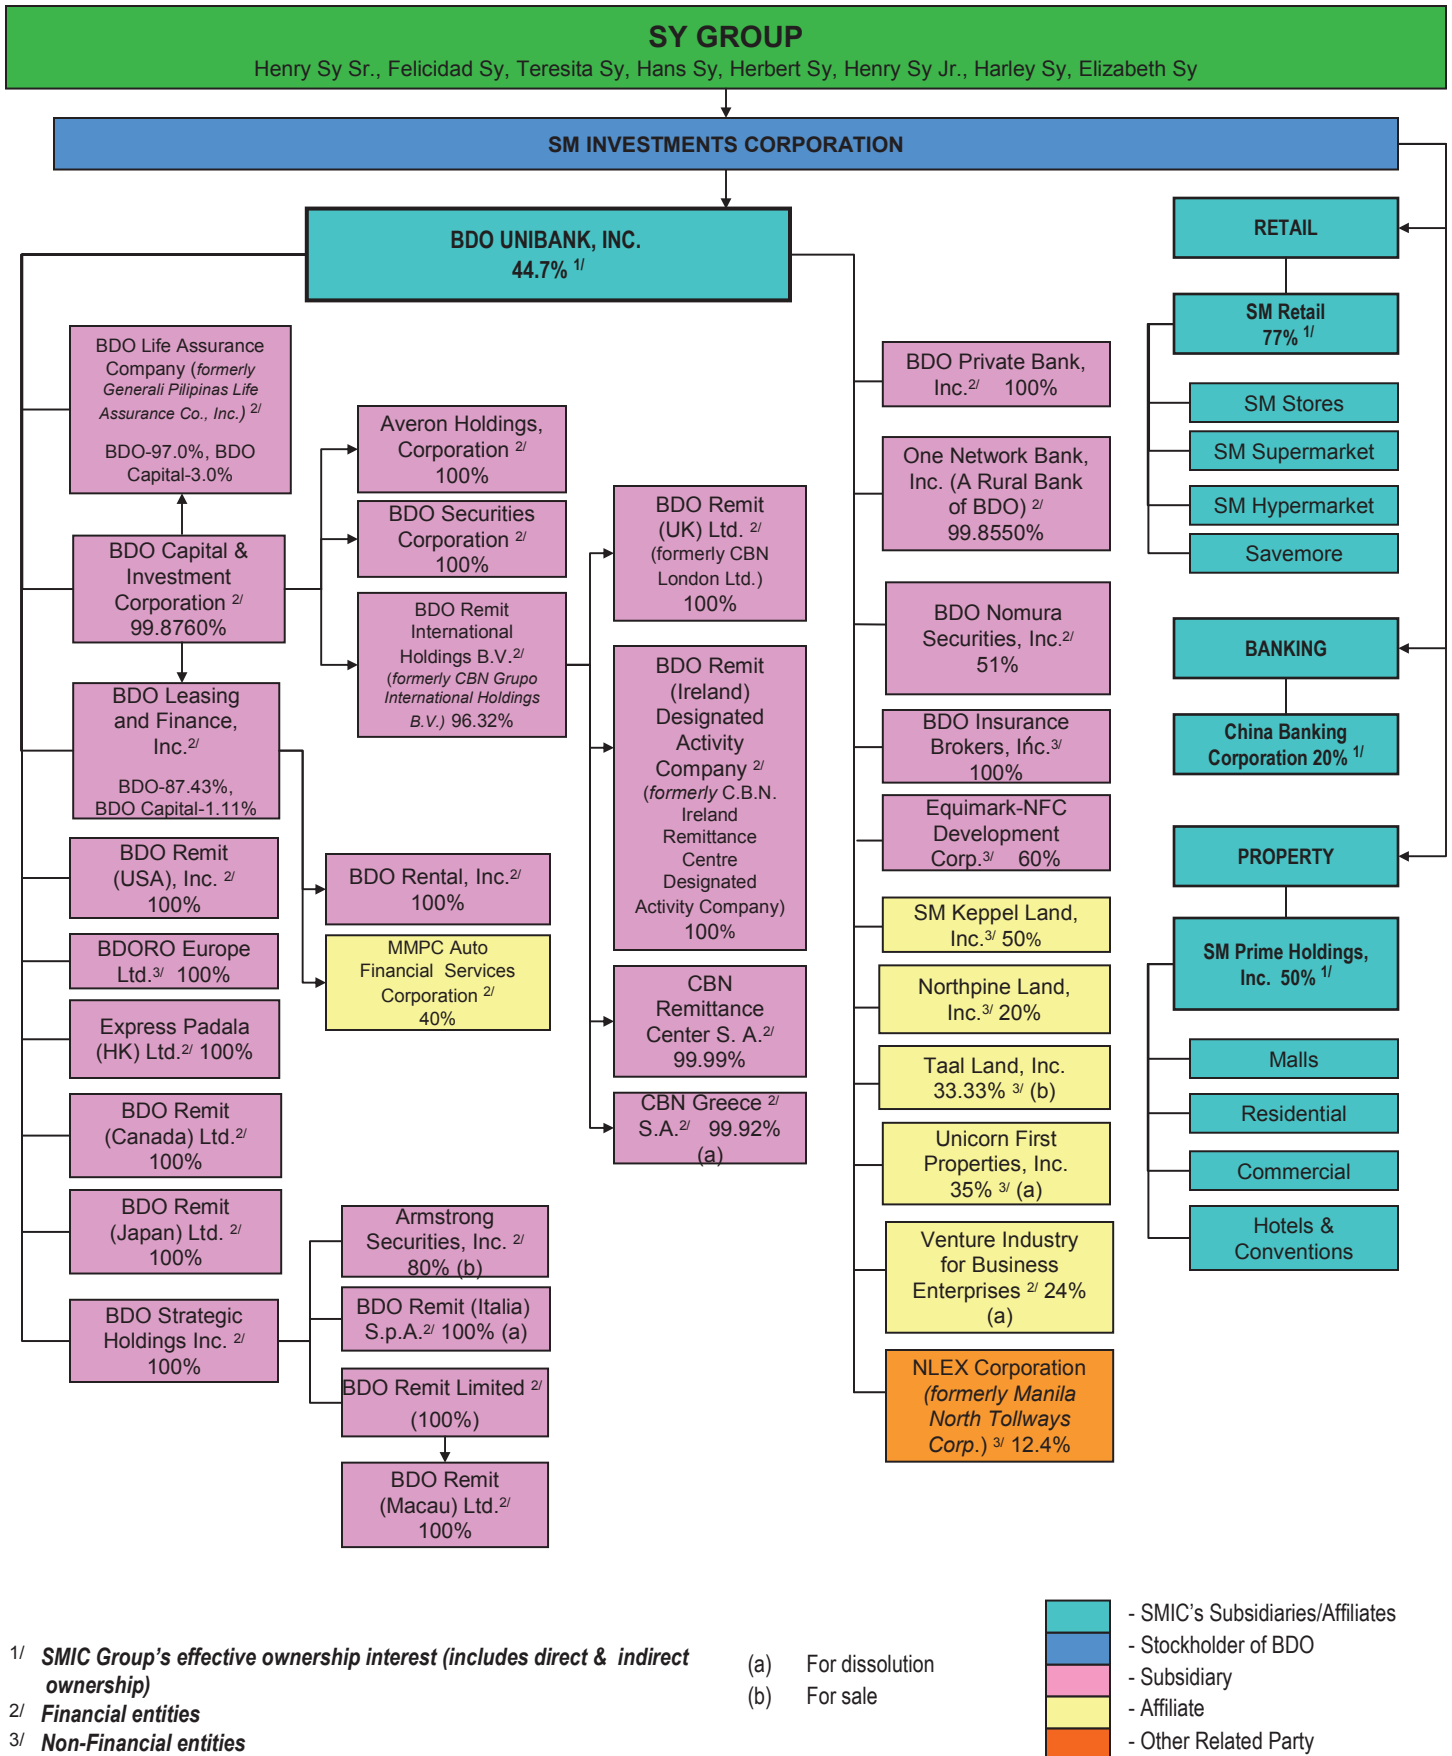 SY GROUP
Henry Sy Sr., Felicidad Sy, Teresita Sy, Hans Sy, Herbert Sy, Henry Sy Jr., Harley Sy, Elizabeth Sy
SM INVESTMENTS CORPORATION
BDO UNIBANK, INC.
44.7% 1/
BDO Life Assurance
Company (formerly
Generali Pilipinas Life
Assurance Co., Inc.) 2/
BDO-97.0%, BDO
Capital-3.0%
BDO Capital &
Investment
Corporation 2/
99.8760%
BDO Leasing
and Finance,
Inc.2/
BDO-87.43%,
BDO Capital-1.11%
BDO Remit
(USA), Inc. 2/
100%
BDORO Europe
Ltd.3/ 100%
Express Padala
(HK) Ltd.2/ 100%
BDO Remit
(Canada) Ltd.2/
100%
BDO Remit
(Japan) Ltd. 2/
100%
BDO Strategic
Holdings Inc. 2/
100%
Averon Holdings,
Corporation 2/
100%
BDO Securities
Corporation 2/
100%
BDO Remit
International
Holdings B.V.2/
(formerly CBN Grupo
International Holdings
B.V.) 96.32%
BDO Rental, Inc.2/
100%
MMPC Auto
Financial Services
Corporation 2/
40%
Armstrong
Securities, Inc. 2/
80% (b)
BDO Remit (Italia)
S.p.A.2/ 100% (a)
BDO Remit Limited 2/
(100%)
BDO Remit
(Macau) Ltd.2/
100%
BDO Remit
(UK) Ltd. 2/
(formerly CBN
London Ltd.)
100%
BDO Remit
(Ireland)
Designated
Activity
Company 2/
(formerly C.B.N.
Ireland
Remittance
Centre
Designated
Activity Company)
100%
CBN
Remittance
Center S. A.2/
99.99%
CBN Greece 2/
S.A.2/ 99.92%
(a)
BDO Private Bank,
Inc.2/ 100%
One Network Bank,
Inc. (A Rural Bank
of BDO) 2/
99.8550%
BDO Nomura
Securities, Inc.2/
51%
BDO Insurance
Brokers, Inc.3/
100%
Equimark-NFC
Development
Corp.3/ 60%
SM Keppel Land,
Inc.3/ 50%
Northpine Land,
Inc.3/ 20%
Taal Land, Inc.
33.33% 3/ (b)
Unicorn First
Properties, Inc.
35% 3/ (a)
Venture Industry
for Business
Enterprises 2/ 24%
(a)
NLEX Corporation
(formerly Manila
North Tollways
Corp.) 3/ 12.4%
RETAIL
SM Retail
77% 1/
SM Stores
SM Supermarket
SM Hypermarket
Savemore
BANKING
China Banking
Corporation 20% 1/
PROPERTY
SM Prime Holdings,
Inc. 50% 1/
Malls
Residential
Commercial
Hotels &
Conventions
1/ SMIC Group's effective ownership interest (includes direct & indirect
ownership)
2/ Financial entities
3/ Non-Financial entities
(a) For dissolution
(b) For sale
- SMIC's Subsidiaries/Affiliates
- Stockholder of BDO
- Subsidiary
- Affiliate
- Other Related Party